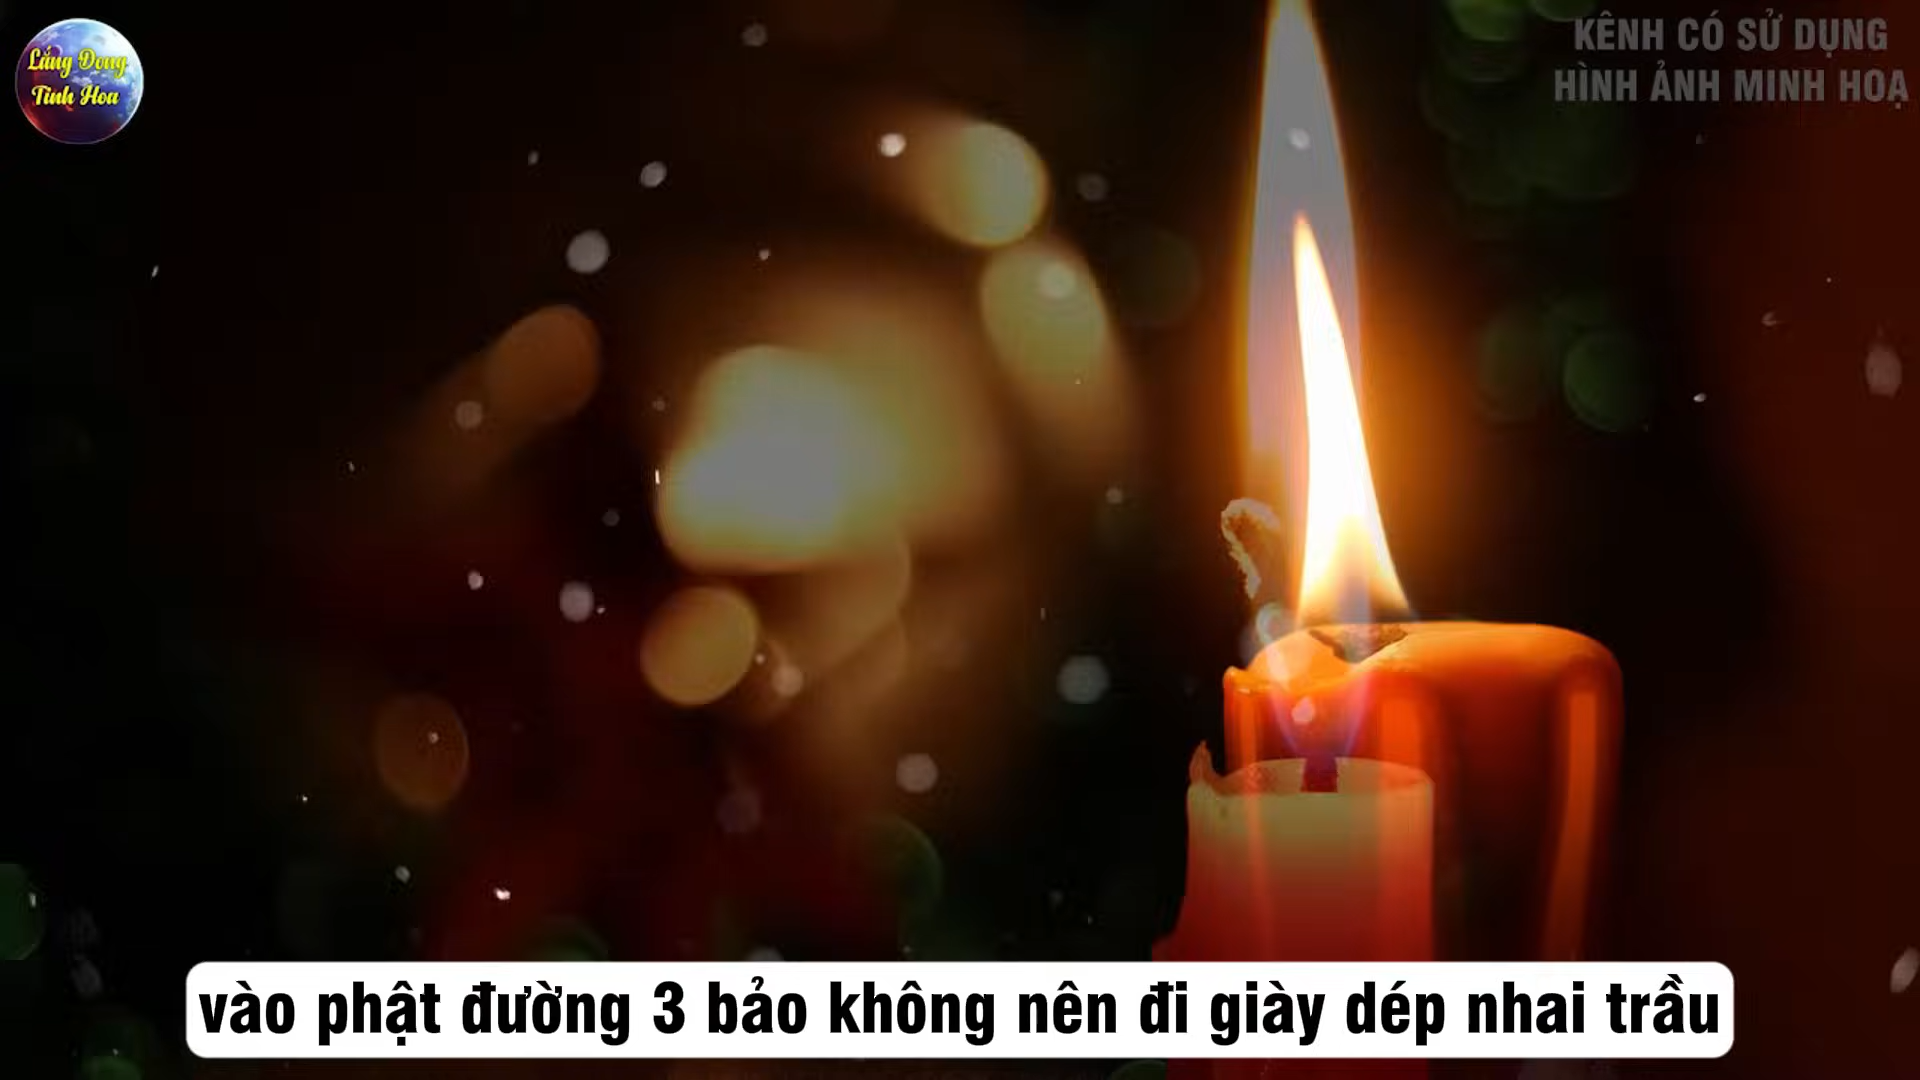 Lắng Đọng
Tinh Hoa
KÊNH CÓ SỬ DỤNG
HÌNH ẢNH MINH HOẠ
vào phật đường 3 bảo không nên đi giày dép nhai trầu